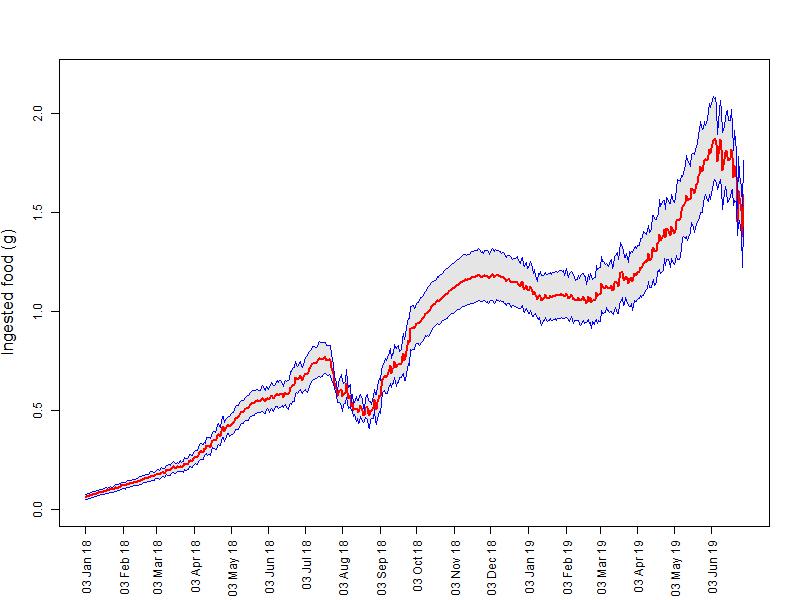 Ingested food (g)
2.0
1.5
1.0
0.5
0.0
03 Jan 18
03 Feb 18
03 Mar 18
03 Apr 18
03 May 18
03 Jun 18
03 Jul 18
03 Aug 18
03 Sep 18
03 Oct 18
03 Nov 18
03 Dec 18
03 Jan 19
03 Feb 19
03 Mar 19
03 Apr 19
03 May 19
03 Jun 19